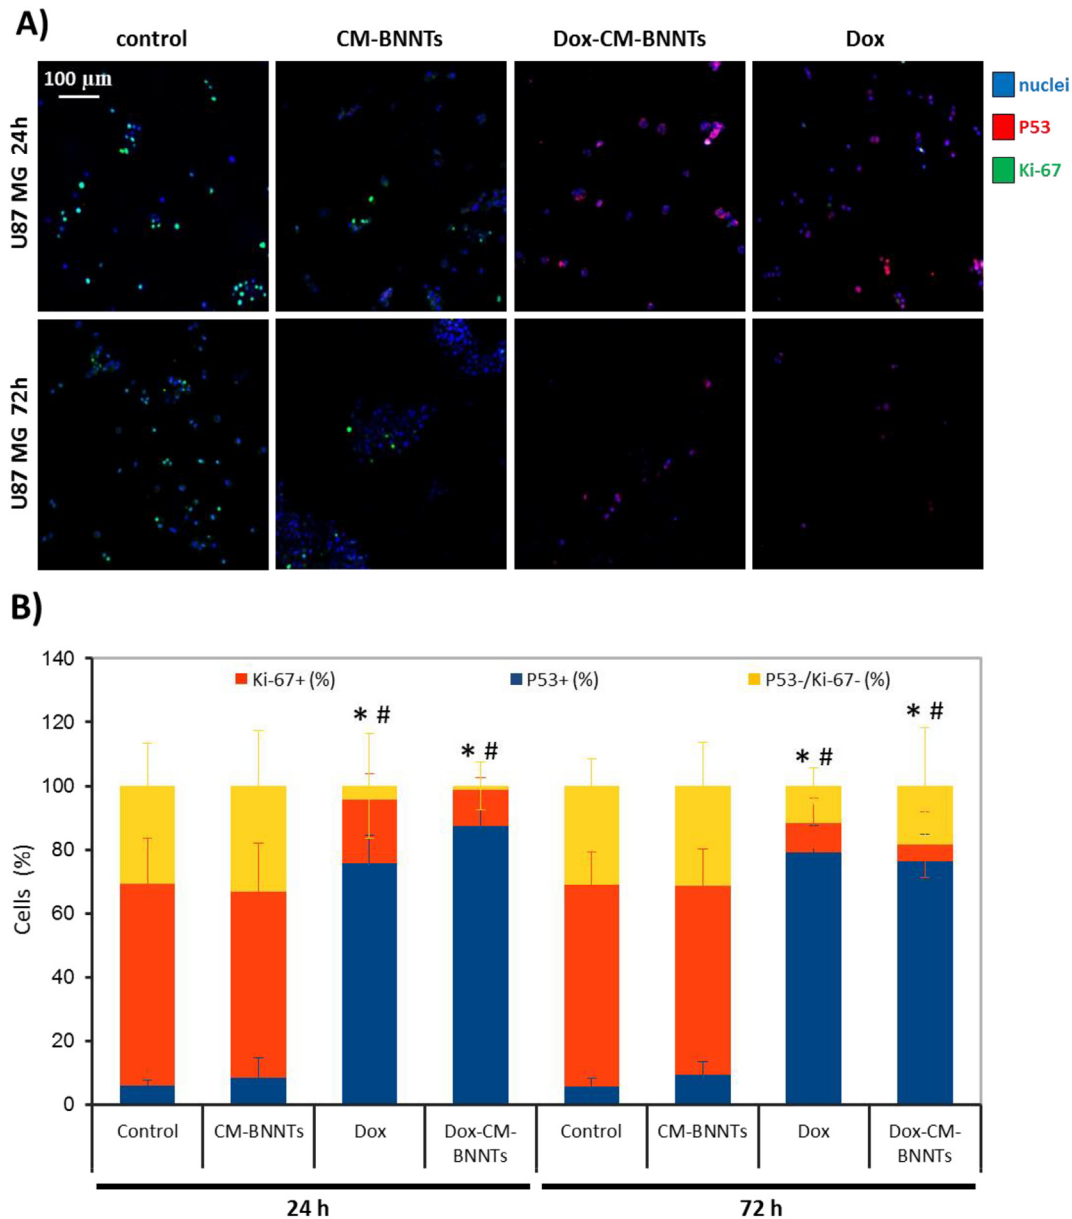 A)
control CM-BNNTs Dox-CM-BNNTs Dox
100 µm
nuclei
P53
Ki-67
U87 MG 24h
U87 MG 72h
B)
Ki-67+ (%) P53+ (%) P53-/Ki-67- (%)
140
120
100
80
60
40
20
0
Cells (%)
* #
* #
* #
* #
Control CM-BNNTs Dox Dox-CM- Control CM-BNNTs Dox Dox-CM-
BNNTs BNNTs
24 h 72 h